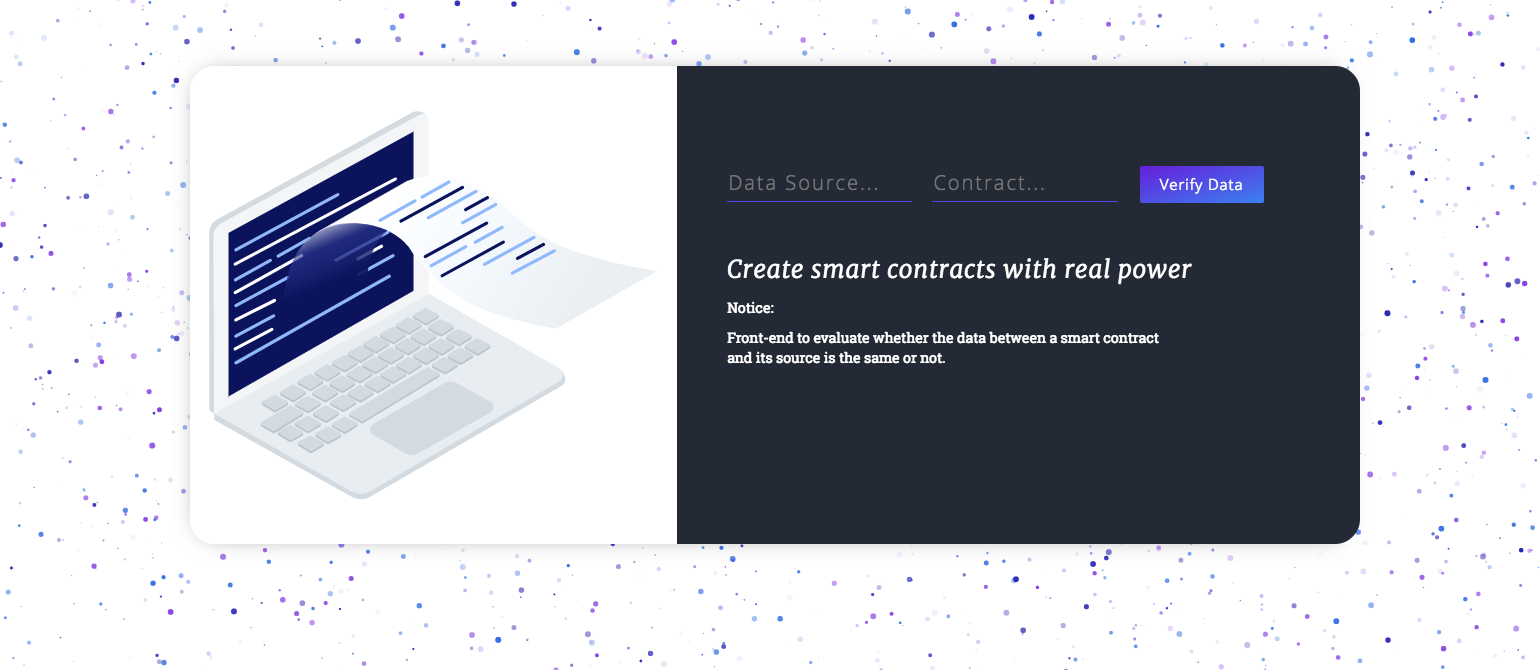 Data Source...
Contract...
Verify Data
Create smart contracts with real power
Notice:
Front-end to evaluate whether the data between a smart contract
and its source is the same or not.